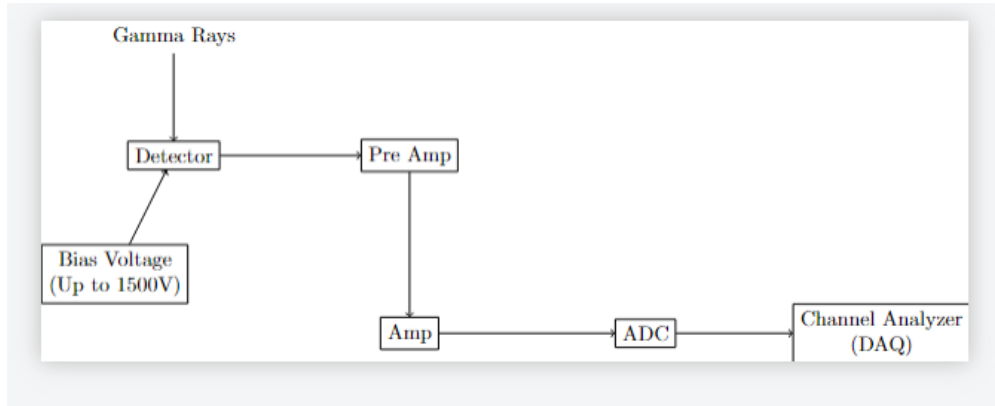 Gamma Rays
Detector
Pre Amp
Bias Voltage
(Up to 1500V)
Amp
ADC
Channel Analyzer
(DAQ)